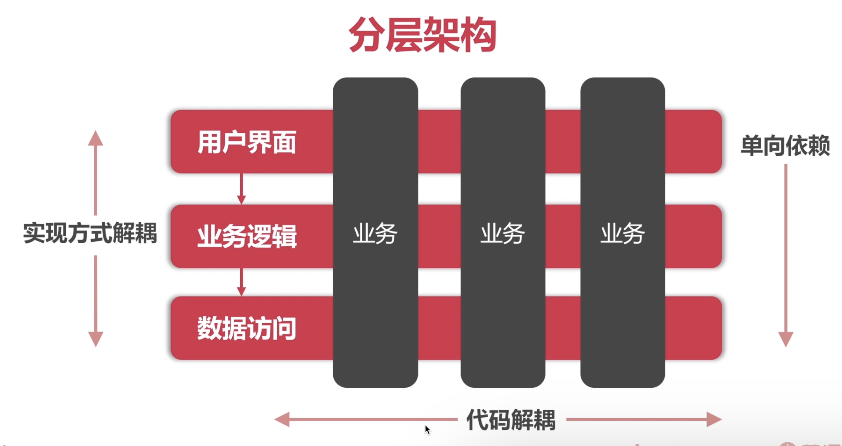 分层架构
用户界面
单向依赖
实现方式解耦
业务逻辑
业务
业务
业务
数据访问
代码解耦